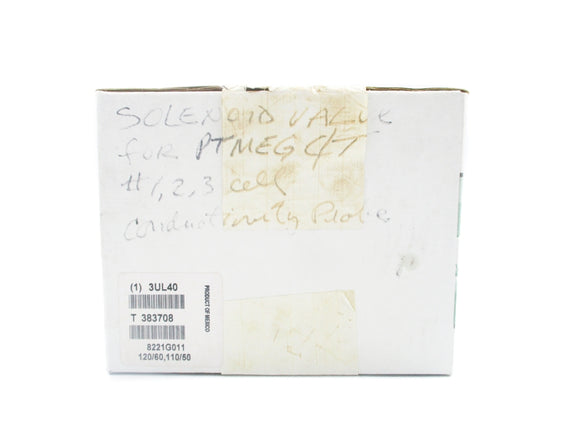 SOLENOID VALVE
for PTMEG C/T
#1,2,3 cell
conductivity Probe
(1) 3UL40
T 383708
8221G011
120/60,110/50
PRODUCT OF MEXICO